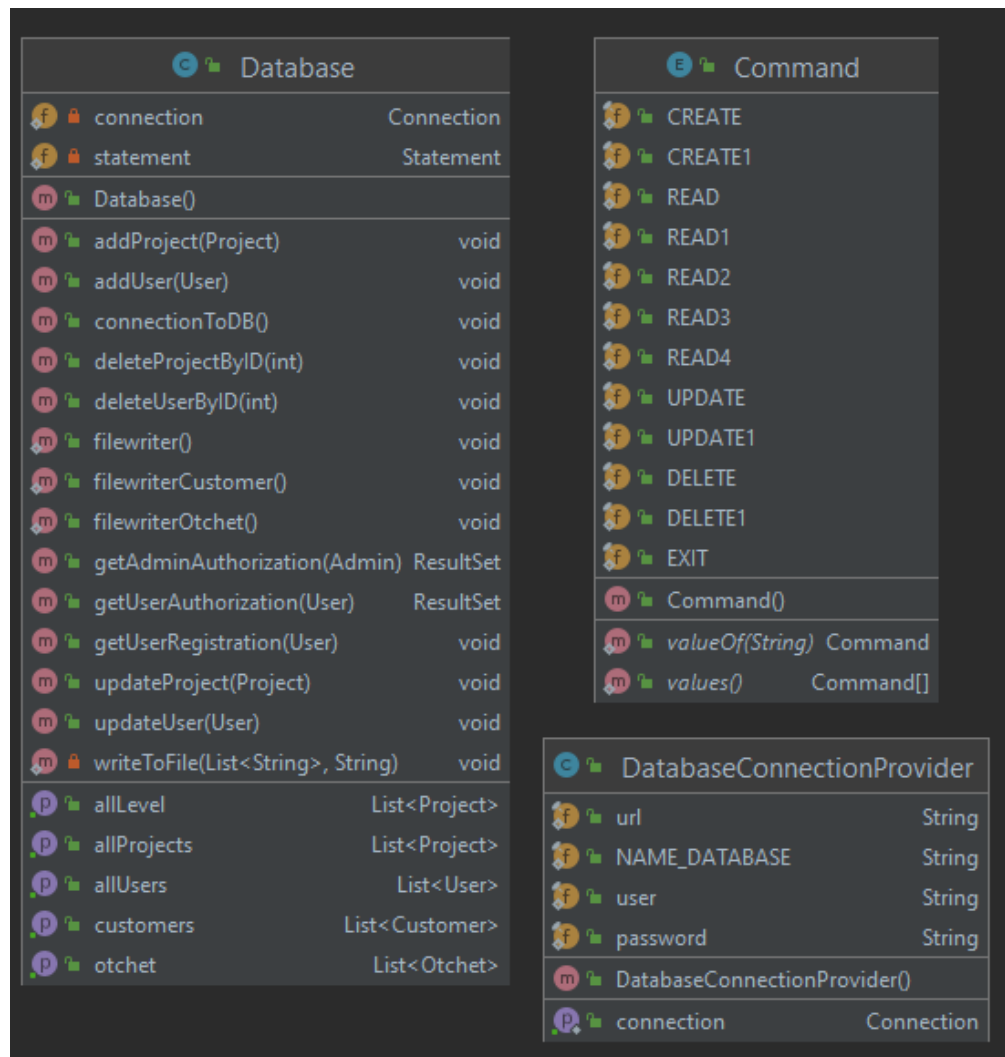 Database
connection Connection
statement Statement
Database()
addProject(Project) void
addUser(User) void
connectionToDB() void
deleteProjectByID(int) void
deleteUserByID(int) void
filewriter() void
filewriterCustomer() void
filewriterOtchet() void
getAdminAuthorization(Admin) ResultSet
getUserAuthorization(User) ResultSet
getUserRegistration(User) void
updateProject(Project) void
updateUser(User) void
writeToFile(List<String>, String) void
allLevel List<Project>
allProjects List<Project>
allUsers List<User>
customers List<Customer>
otchet List<Otchet>
Command
CREATE
CREATE1
READ
READ1
READ2
READ3
READ4
UPDATE
UPDATE1
DELETE
DELETE1
EXIT
Command()
valueOf(String) Command
values() Command[]
DatabaseConnectionProvider
url String
NAME_DATABASE String
user String
password String
DatabaseConnectionProvider()
connection Connection